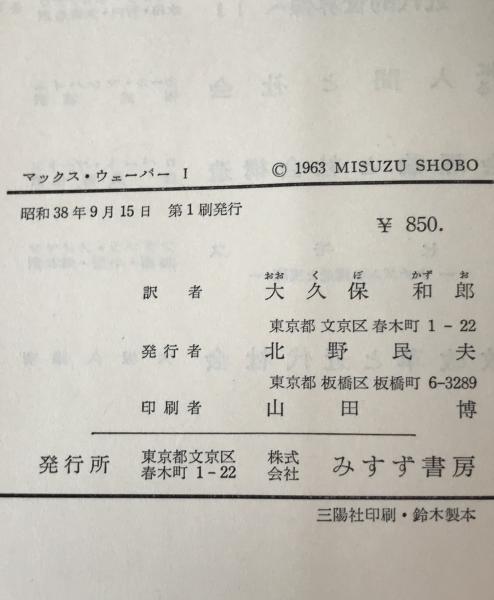 マックス・ウェーバー I © 1963 MISUZU SHOBO
昭和38年9月15日 第1刷発行
¥ 850.
おお く ぼ かず お
訳者 大久保和郎
東京都 文京区 春木町 1-22
発行者 北野民夫
東京都 板橋区 板橋町 6-3289
印刷者 山田博
発行所 東京都文京区 株式 みすず書房
春木町 1-22 会社
三陽社印刷・鈴木製本